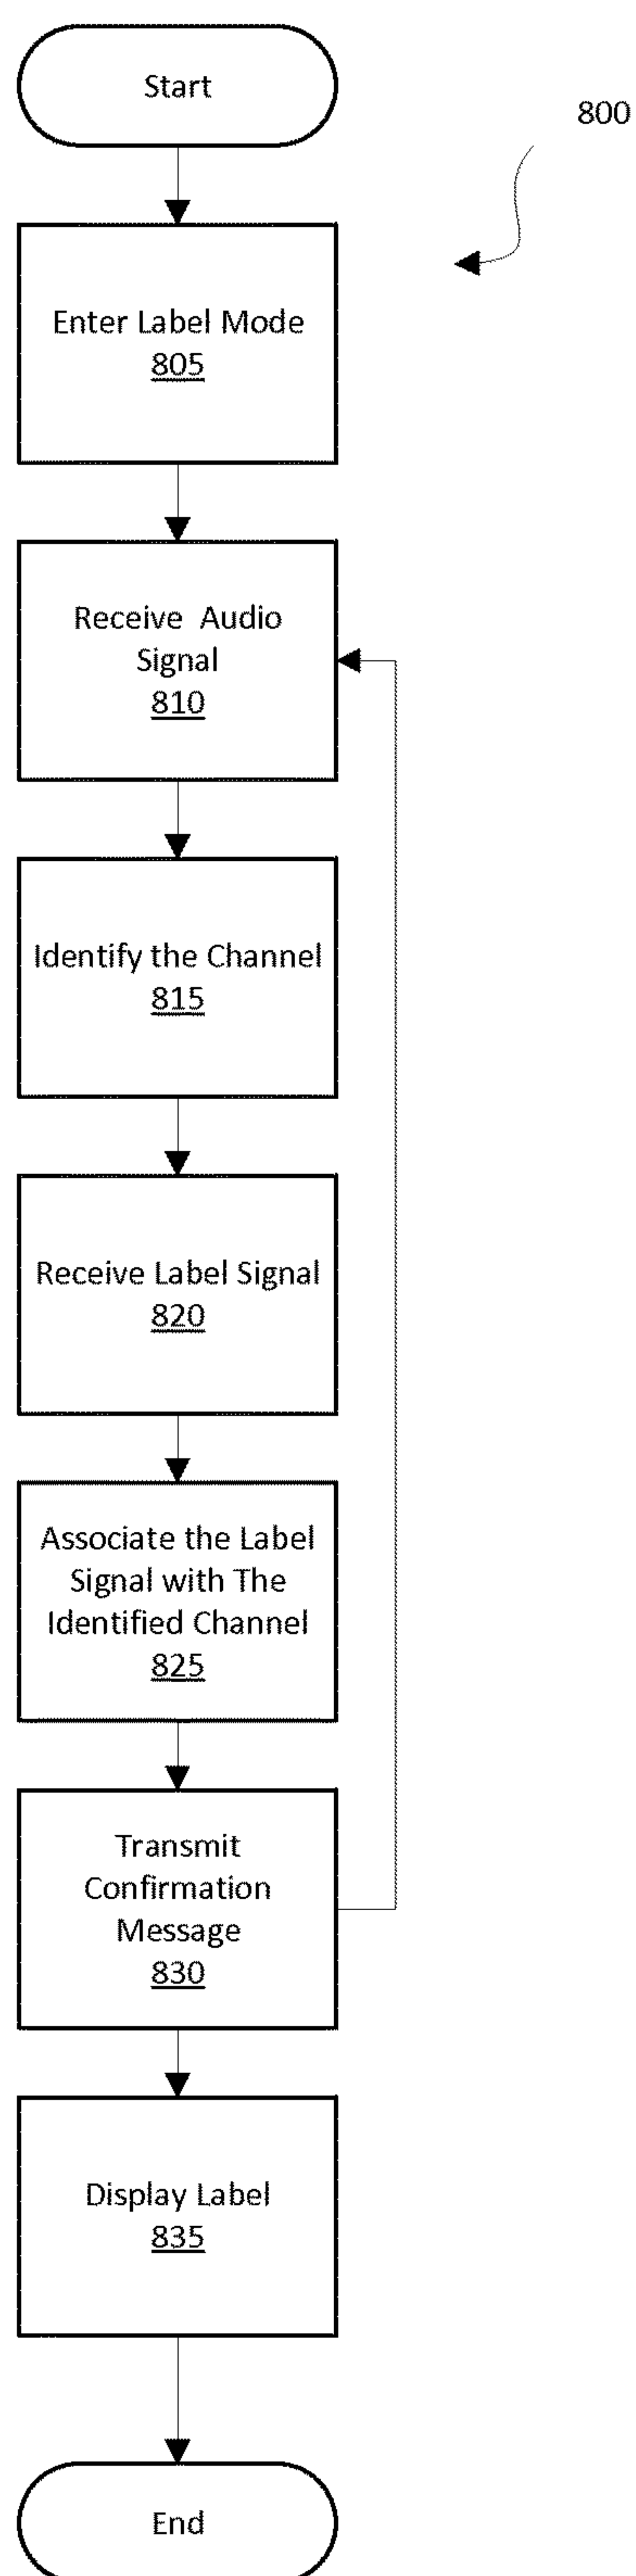 Start
800
Enter Label Mode
805
Receive Audio
Signal
810
Identify the Channel
815
Receive Label Signal
820
Associate the Label
Signal with The
Identified Channel
825
Transmit
Confirmation
Message
830
Display Label
835
End